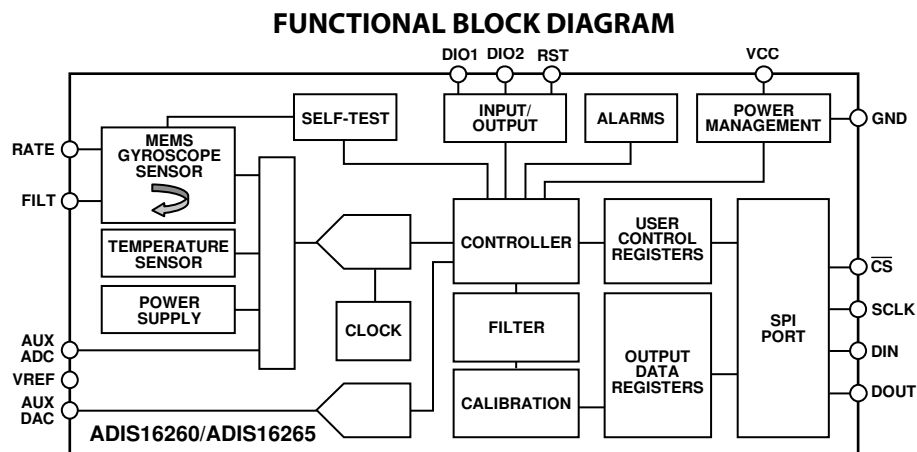 FUNCTIONAL BLOCK DIAGRAM
DIO1 DIO2 RST
VCC
SELF-TEST
INPUT/
OUTPUT
ALARMS
POWER
MANAGEMENT
GND
RATE
FILT
MEMS
GYROSCOPE
SENSOR
TEMPERATURE
SENSOR
POWER
SUPPLY
CLOCK
CONTROLLER
FILTER
CALIBRATION
USER
CONTROL
REGISTERS
OUTPUT
DATA
REGISTERS
SPI
PORT
CS
SCLK
DIN
DOUT
AUX
ADC
VREF
AUX
DAC
ADIS16260/ADIS16265